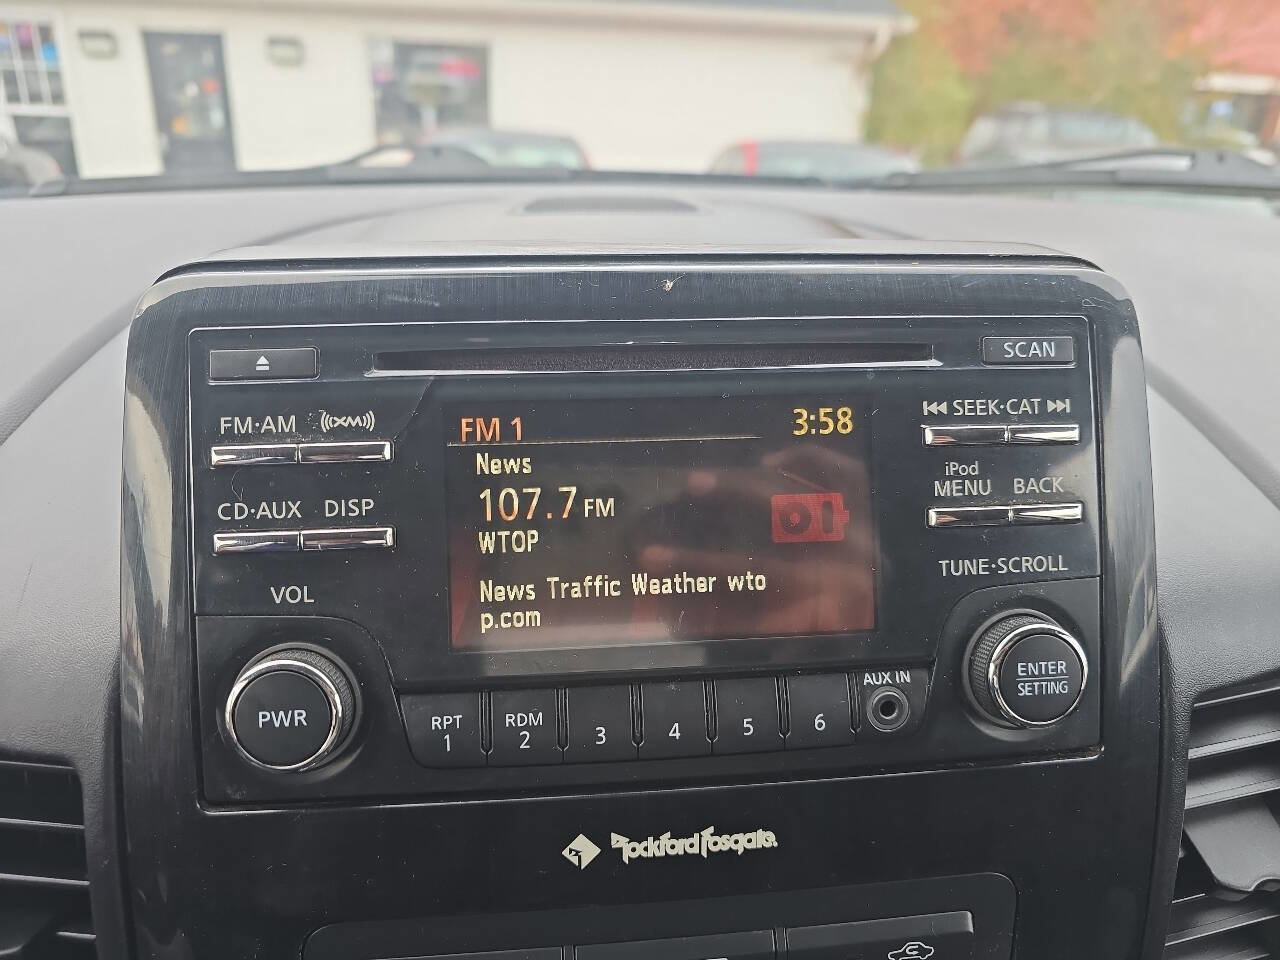 SCAN
FM·AM
(((XM)))
SEEK·CAT
CD·AUX
DISP
iPod
MENU
BACK
VOL
TUNE·SCROLL
FM 1
3:58
News
107.7 FM
WTOP
News Traffic Weather wto
p.com
PWR
ENTER
SETTING
RPT
1
RDM
2
3
4
5
6
AUX IN
Rockford Fosgate